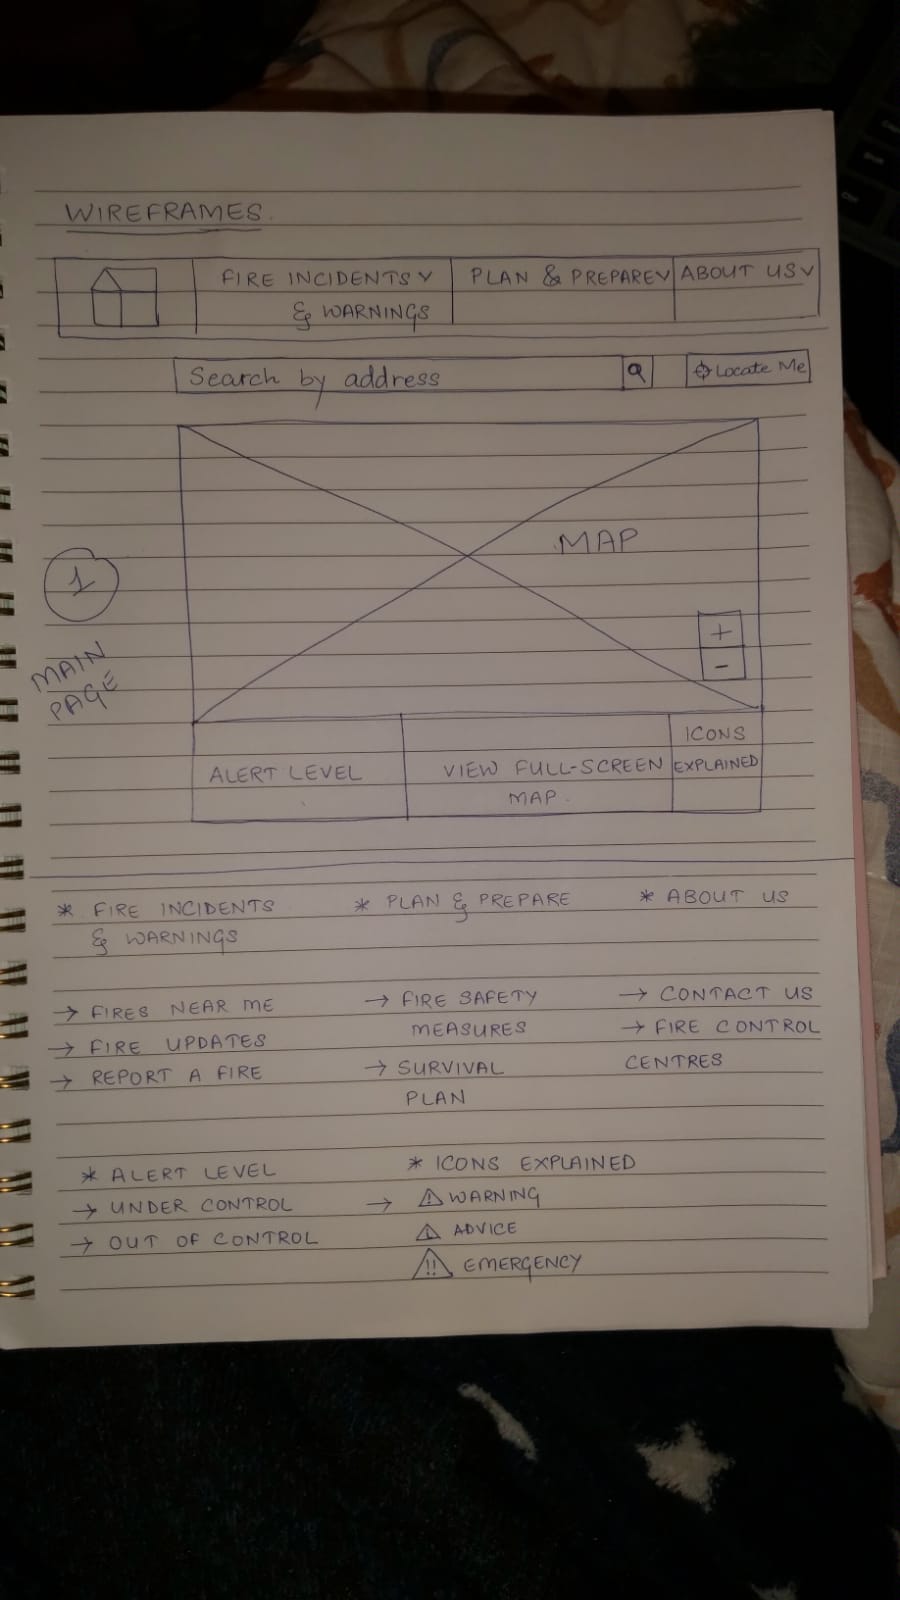 WIREFRAMES
FIRE INCIDENTS
& WARNINGS
PLAN & PREPARE
ABOUT US
Search by address
Locate Me
MAP
+
-
1
MAIN
PAGE
ALERT LEVEL
VIEW FULL-SCREEN
MAP
ICONS
EXPLAINED
* FIRE INCIDENTS
& WARNINGS
→ FIRES NEAR ME
→ FIRE UPDATES
→ REPORT A FIRE
* PLAN & PREPARE
→ FIRE SAFETY
MEASURES
→ SURVIVAL
PLAN
* ABOUT US
→ CONTACT US
→ FIRE CONTROL
CENTRES
* ALERT LEVEL
→ UNDER CONTROL
→ OUT OF CONTROL
* ICONS EXPLAINED
→ ⚠ WARNING
⚠ ADVICE
!! EMERGENCY